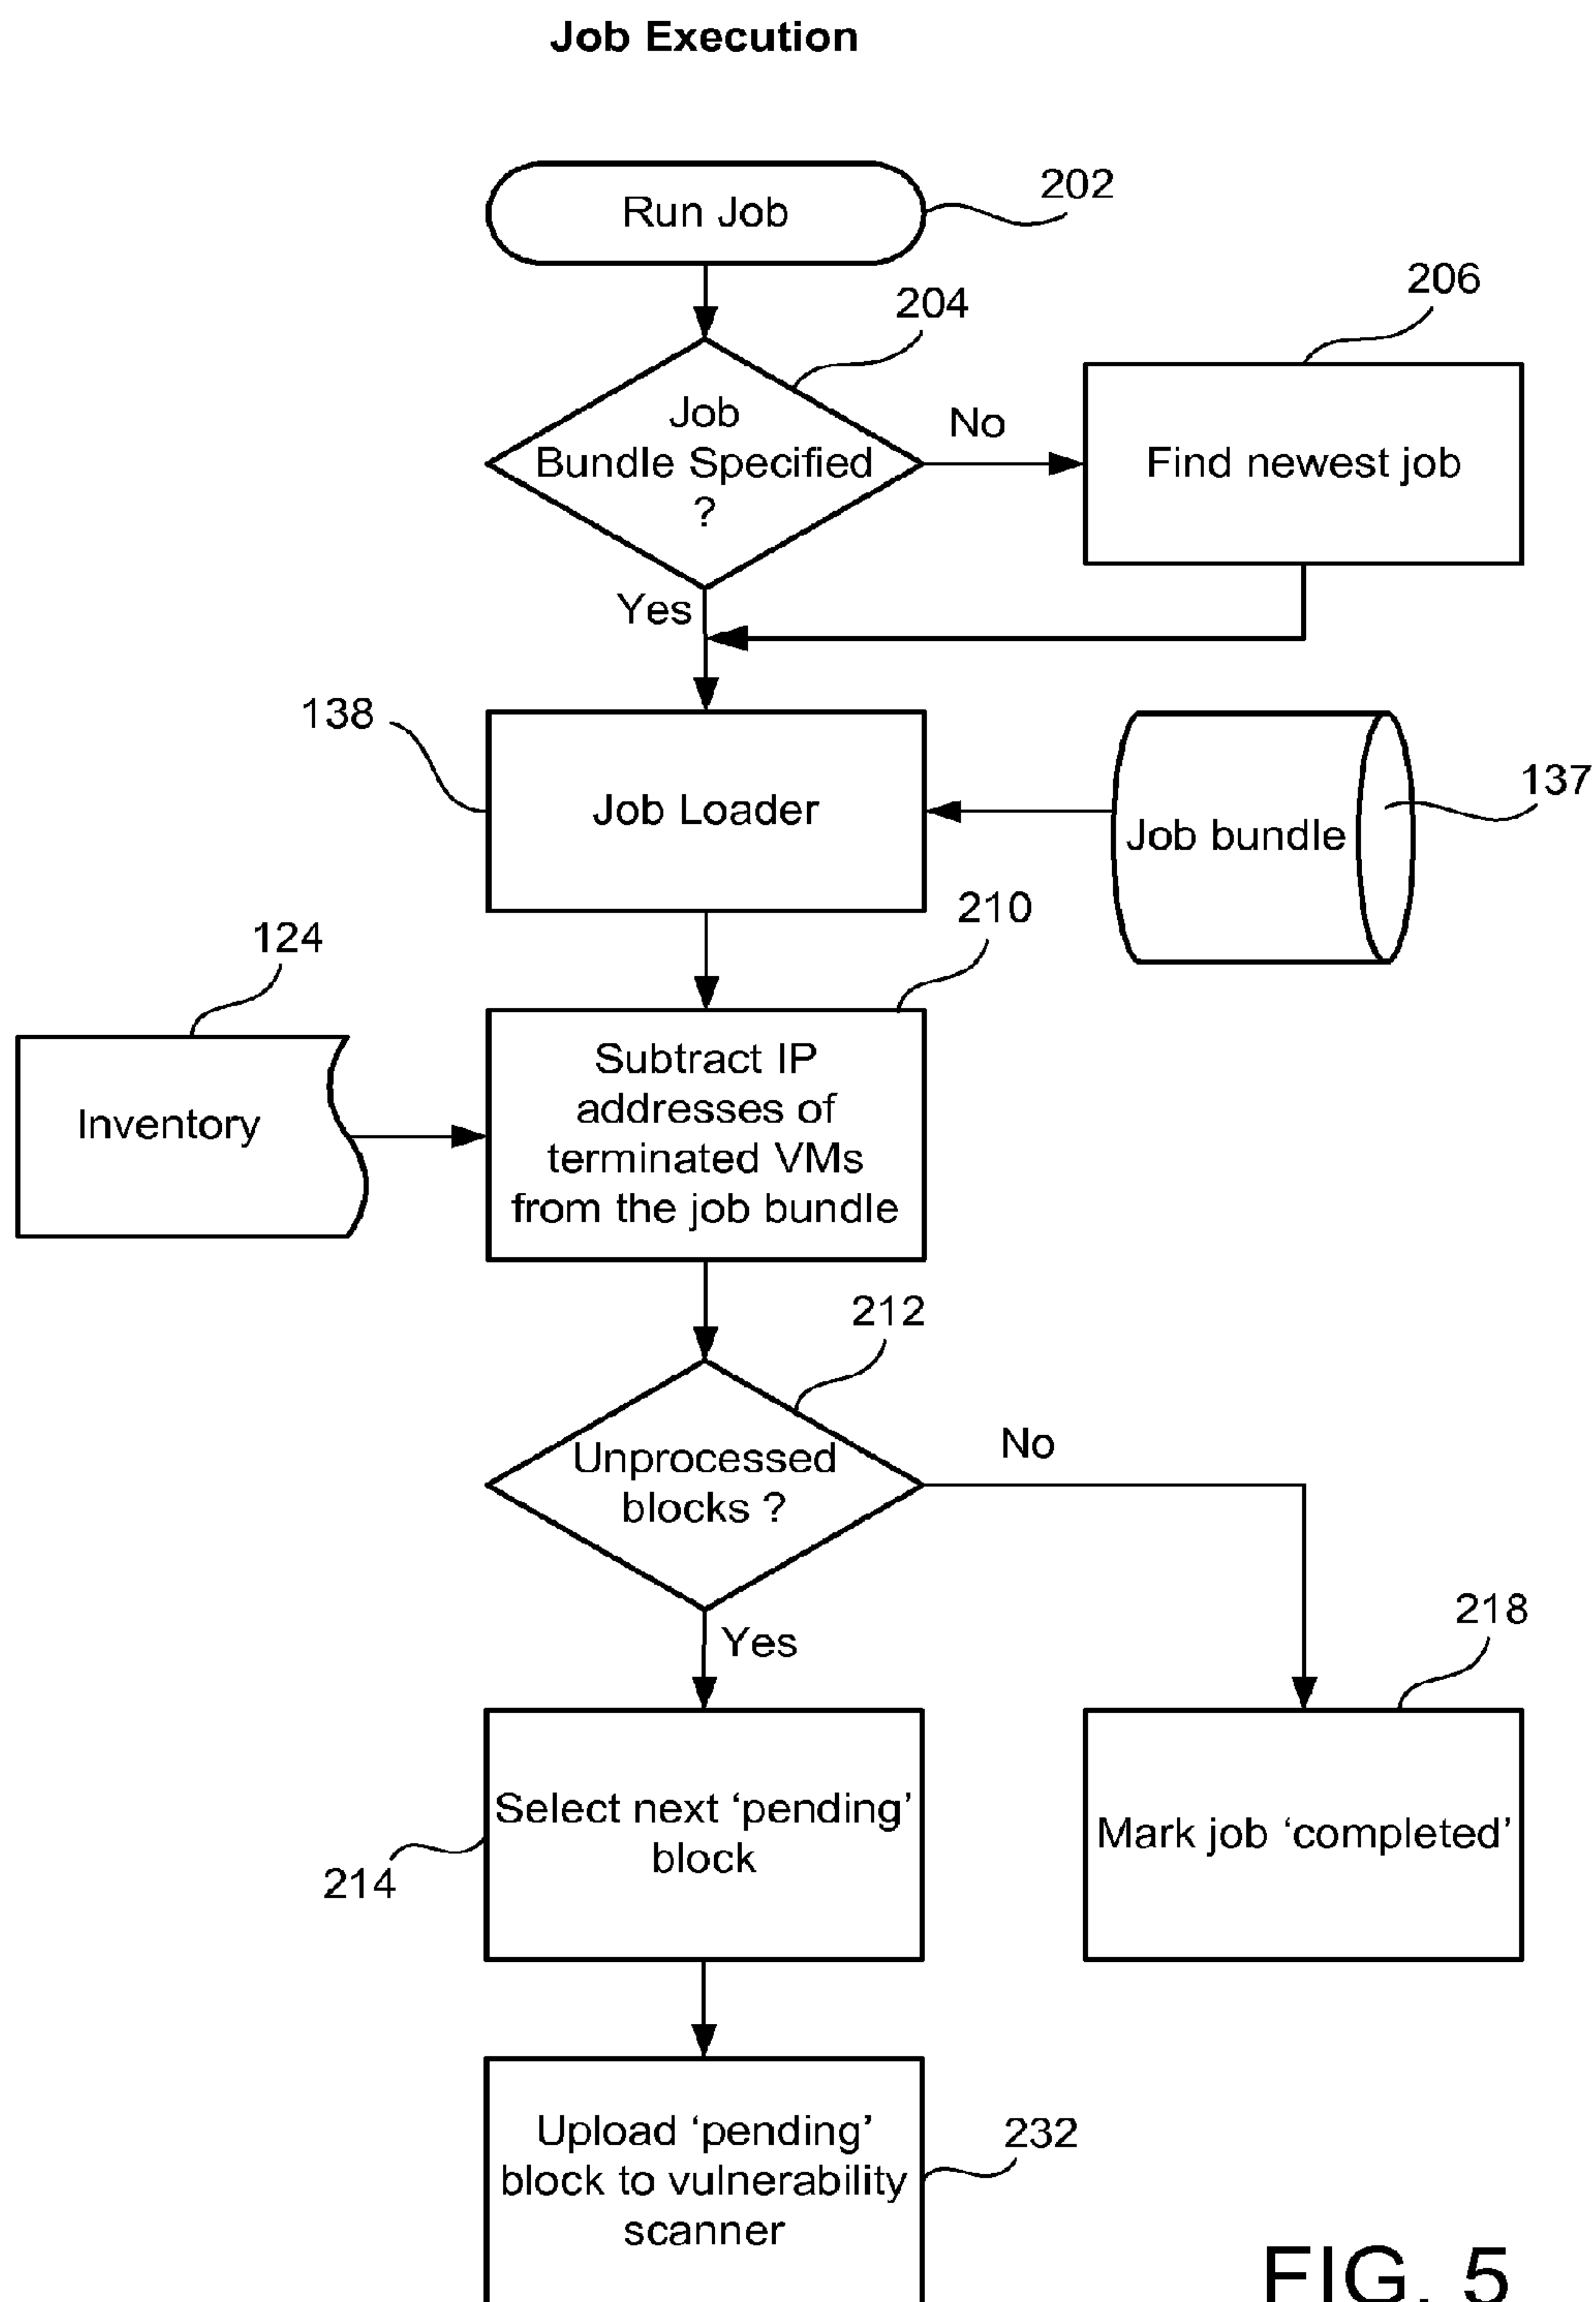 Job Execution
Run Job
202
204
206
Job
Bundle Specified
?
No
Find newest job
Yes
138
Job Loader
Job bundle
137
210
124
Inventory
Subtract IP
addresses of
terminated VMs
from the job bundle
212
Unprocessed
blocks ?
No
Yes
218
Select next ‘pending’
block
214
Mark job ‘completed’
Upload ‘pending’
block to vulnerability
scanner
232
FIG. 5